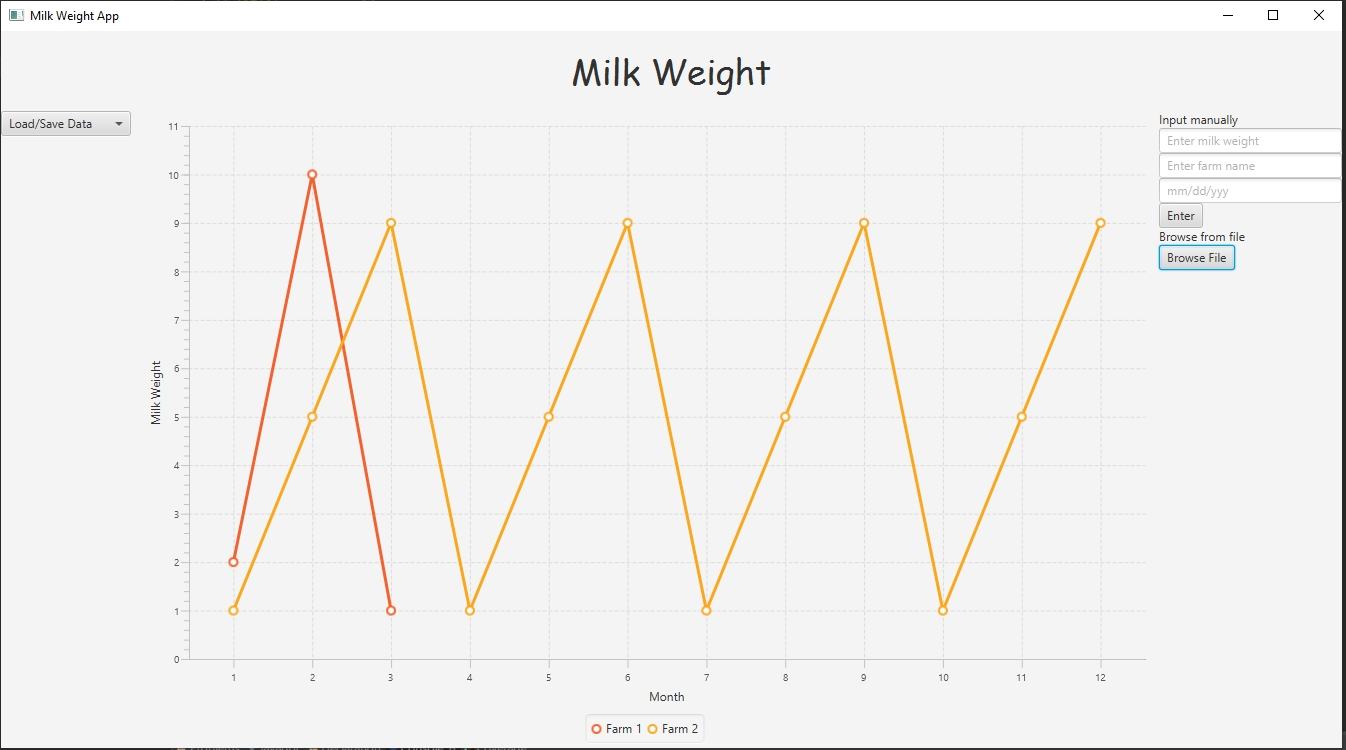 Milk Weight App
Milk Weight
Load/Save Data
Input manually
Enter milk weight
Enter farm name
mm/dd/yyy
Enter
Browse from file
Browse File
11
10
9
8
7
6
5
4
3
2
1
0
Milk Weight
1 2 3 4 5 6 7 8 9 10 11 12
Month
Farm 1 Farm 2